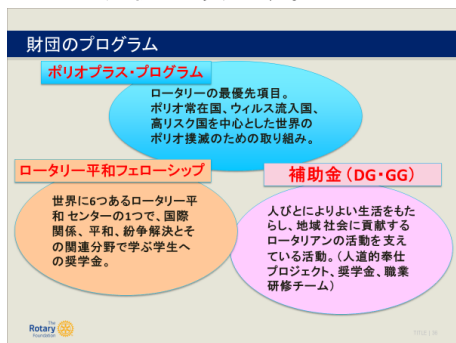 財団のプログラム
ポリオプラス・プログラム
ロータリーの最優先項目。
ポリオ常在国、ウィルス流入国、
高リスク国を中心とした世界の
ポリオ撲滅のための取り組み。
ロータリー平和フェローシップ
世界に6つあるロータリー平
和 センターの1つで、国際
関係、平和、紛争解決とそ
の関連分野で学ぶ学生へ
の奨学金。
補助金（DG・GG）
人びとによりよい生活をもた
らし、地域社会に貢献する
ロータリアンの活動を支え
ている活動。（人道的奉仕
プロジェクト、奨学金、職業
研修チーム）
The
Rotary
Foundation